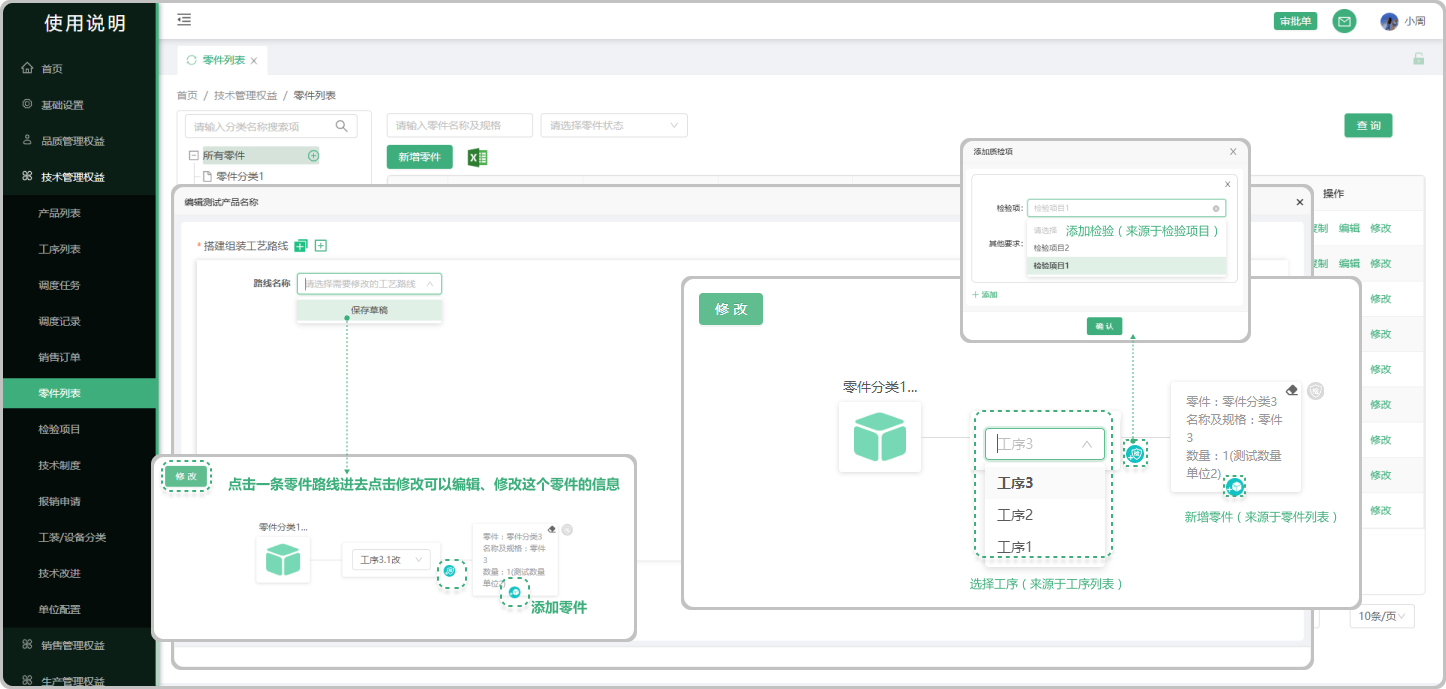 使用说明
首页
基础设置
品质管理权益
技术管理权益
产品列表
工序列表
调度任务
调度记录
销售订单
零件列表
检验项目
技术制度
报销申请
工装/设备分类
技术改进
单位配置
销售管理权益
生产管理权益
审批单
小周
零件列表
首页 / 技术管理权益 / 零件列表
请输入分类名称搜索项
请输入零件名称及规格
请选择零件状态
查 询
所有零件
零件分类1
新增零件
操作
复制 编辑 修改
复制 编辑 修改
修改
修改
修改
修改
修改
修改
修改
10条/页
编辑测试产品名称
* 搭建组装工艺路线
路线名称
请选择需要修改的工艺路线
保存草稿
修 改
点击一条零件路线进去点击修改可以编辑、修改这个零件的信息
零件分类1...
工序3.1改
零件：零件分类3
名称及规格：零件
3
数量：1(测试数量
单位2)
添加零件
添加质检项
检验项:
检验项目1
请选择
添加检验（来源于检验项目）
其他要求:
检验项目2
检验项目1
添加
确 认
修 改
零件分类1...
工序3
工序3
工序2
工序1
选择工序（来源于工序列表）
零件：零件分类3
名称及规格：零件
3
数量：1(测试数量
单位2)
新增零件（来源于零件列表）